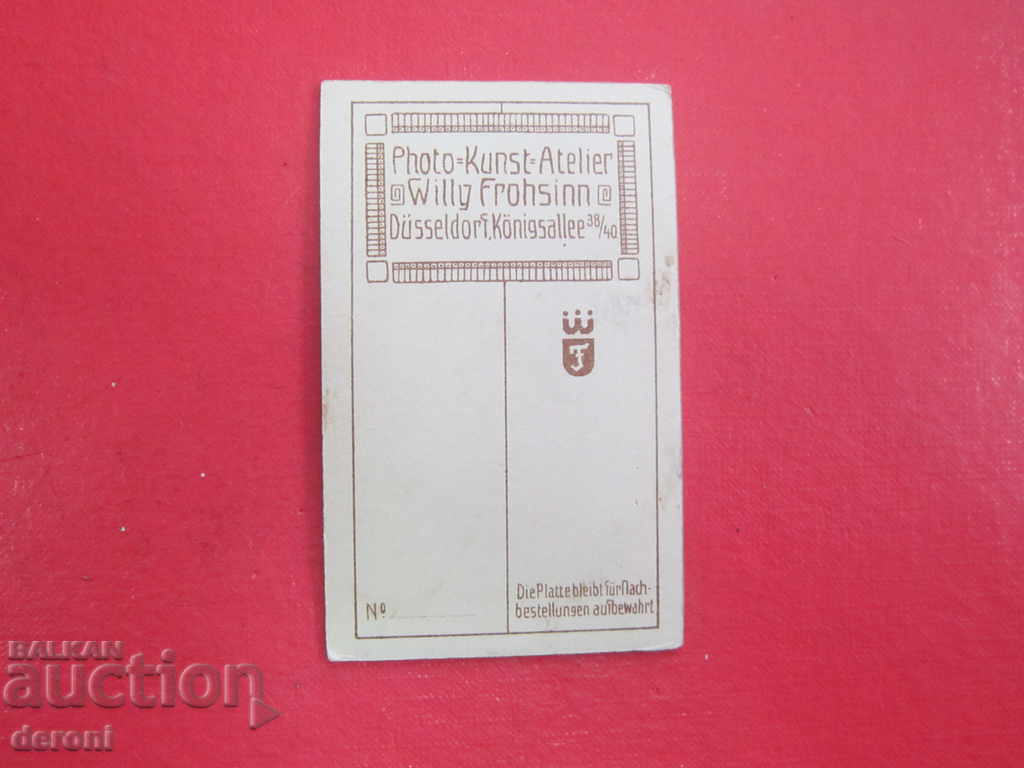 Photo=Kunst=Atelier
Willy Frohsinn
Düsseldorf, Königsallee 38/40
W
F
Die Platte bleibt für Nach-
bestellungen aufbewahrt
Nº
BALKAN
auction
deroni